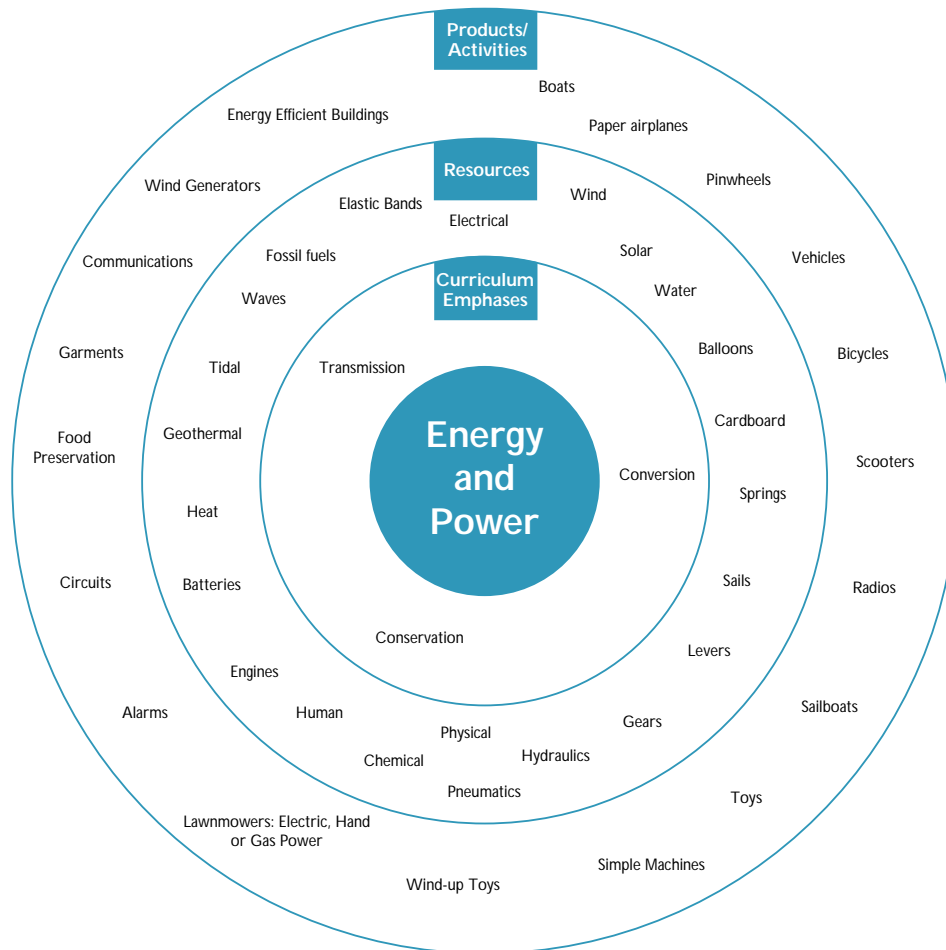 Products/
Activities
Boats
Energy Efficient Buildings
Paper airplanes
Wind Generators
Pinwheels
Communications
Vehicles
Garments
Bicycles
Food
Preservation
Scooters
Circuits
Radios
Alarms
Sailboats
Toys
Lawnmowers: Electric, Hand
or Gas Power
Simple Machines
Wind-up Toys
Resources
Wind
Elastic Bands
Electrical
Solar
Fossil fuels
Water
Waves
Balloons
Tidal
Cardboard
Geothermal
Springs
Heat
Sails
Batteries
Levers
Engines
Gears
Human
Physical
Hydraulics
Chemical
Pneumatics
Curriculum
Emphases
Transmission
Conversion
Conservation
Energy
and
Power